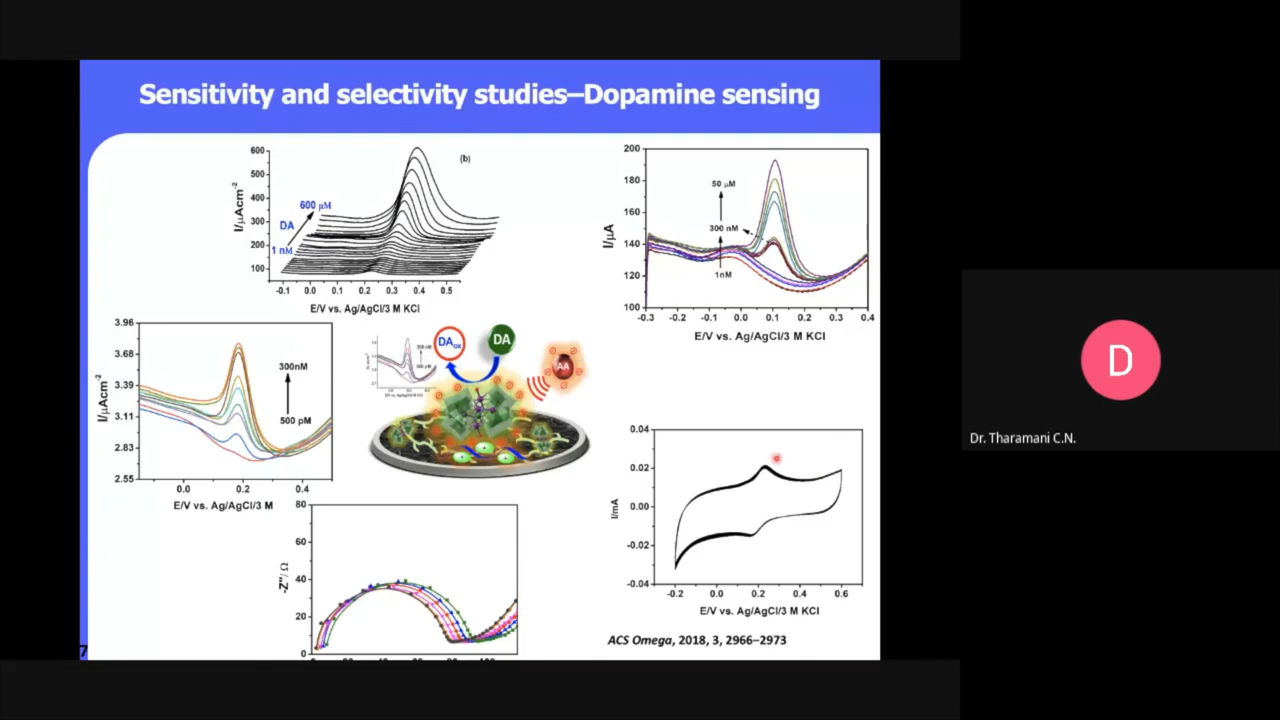 Sensitivity and selectivity studies–Dopamine sensing
(b)
600
500
400
300
200
100
I/μAcm⁻²
600 μM
DA
1 nM
-0.1 0.0 0.1 0.2 0.3 0.4 0.5
E/V vs. Ag/AgCl/3 M KCl
200
180
160
140
120
100
I/μA
50 μM
300 nM
1nM
-0.3 -0.2 -0.1 0.0 0.1 0.2 0.3 0.4
E/V vs. Ag/AgCl/3 M KCl
3.96
3.68
3.39
3.11
2.83
2.55
I/μAcm⁻²
300nM
500 pM
0.0 0.2 0.4
E/V vs. Ag/AgCl/3 M
DAox
DA
AA
D
Dr. Tharamani C.N.
0.04
0.02
0.00
-0.02
-0.04
I/mA
-0.2 0.0 0.2 0.4 0.6
E/V vs. Ag/AgCl/3 M KCl
80
60
40
20
0
-Z"/ Ω
ACS Omega, 2018, 3, 2966–2973
7